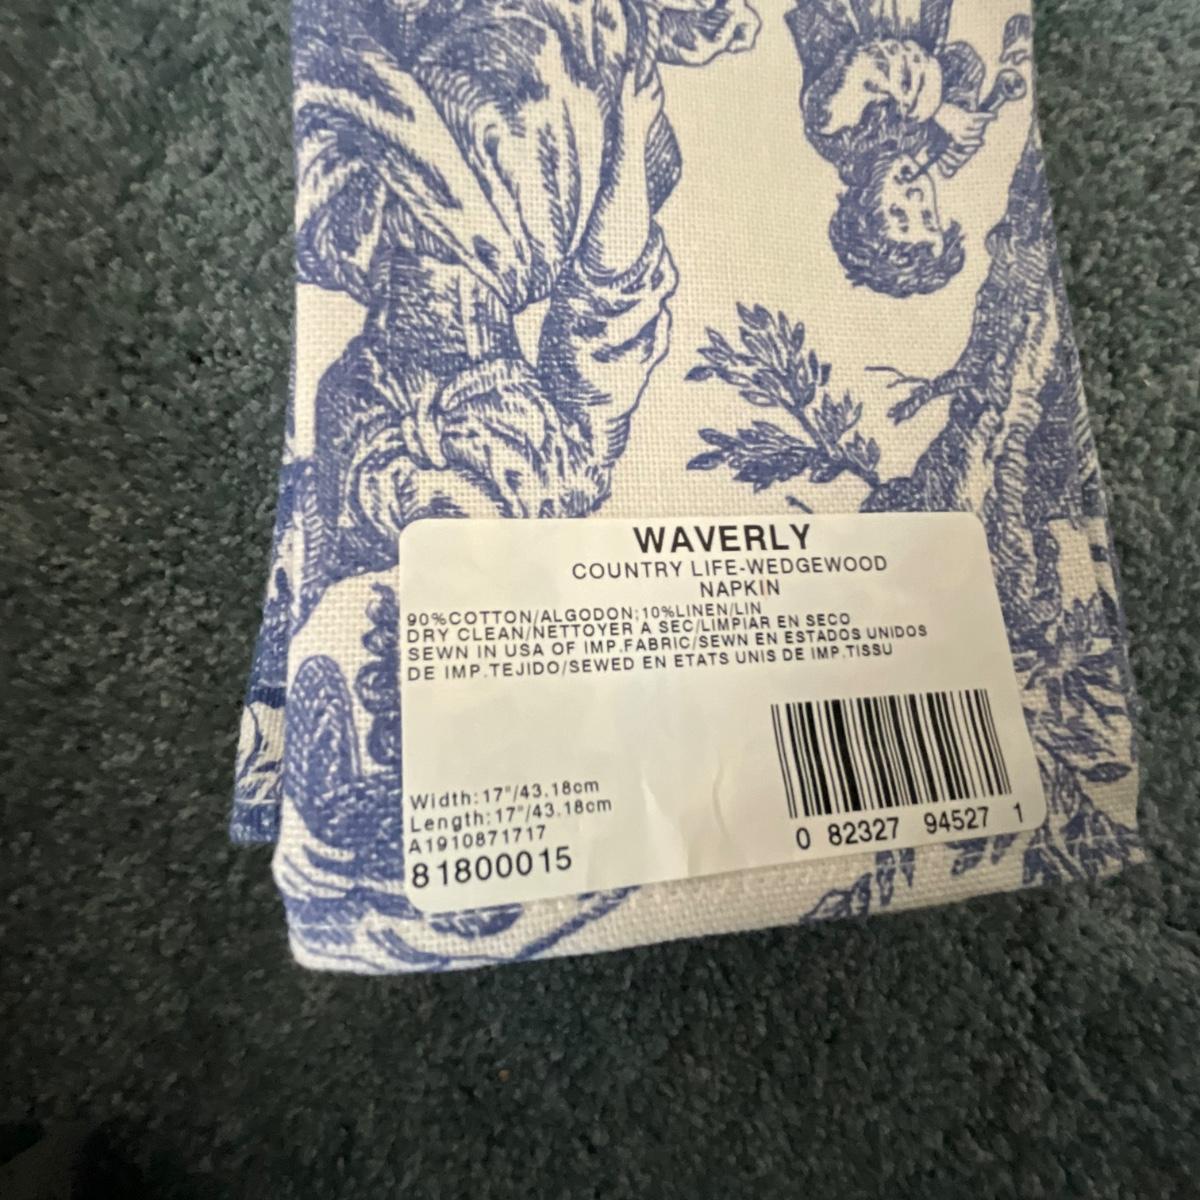 WAVERLY
COUNTRY LIFE-WEDGEWOOD
NAPKIN
90%COTTON/ALGODON;10%LINEN/LIN
DRY CLEAN/NETTOYER A SEC/LIMPIAR EN SECO
SEWN IN USA OF IMP.FABRIC/SEWN EN ESTADOS UNIDOS
DE IMP.TEJIDO/SEWED EN ETATS UNIS DE IMP.TISSU
Width:17"/43.18cm
Length:17"/43.18cm
A1910871717
81800015
0 82327 94527 1